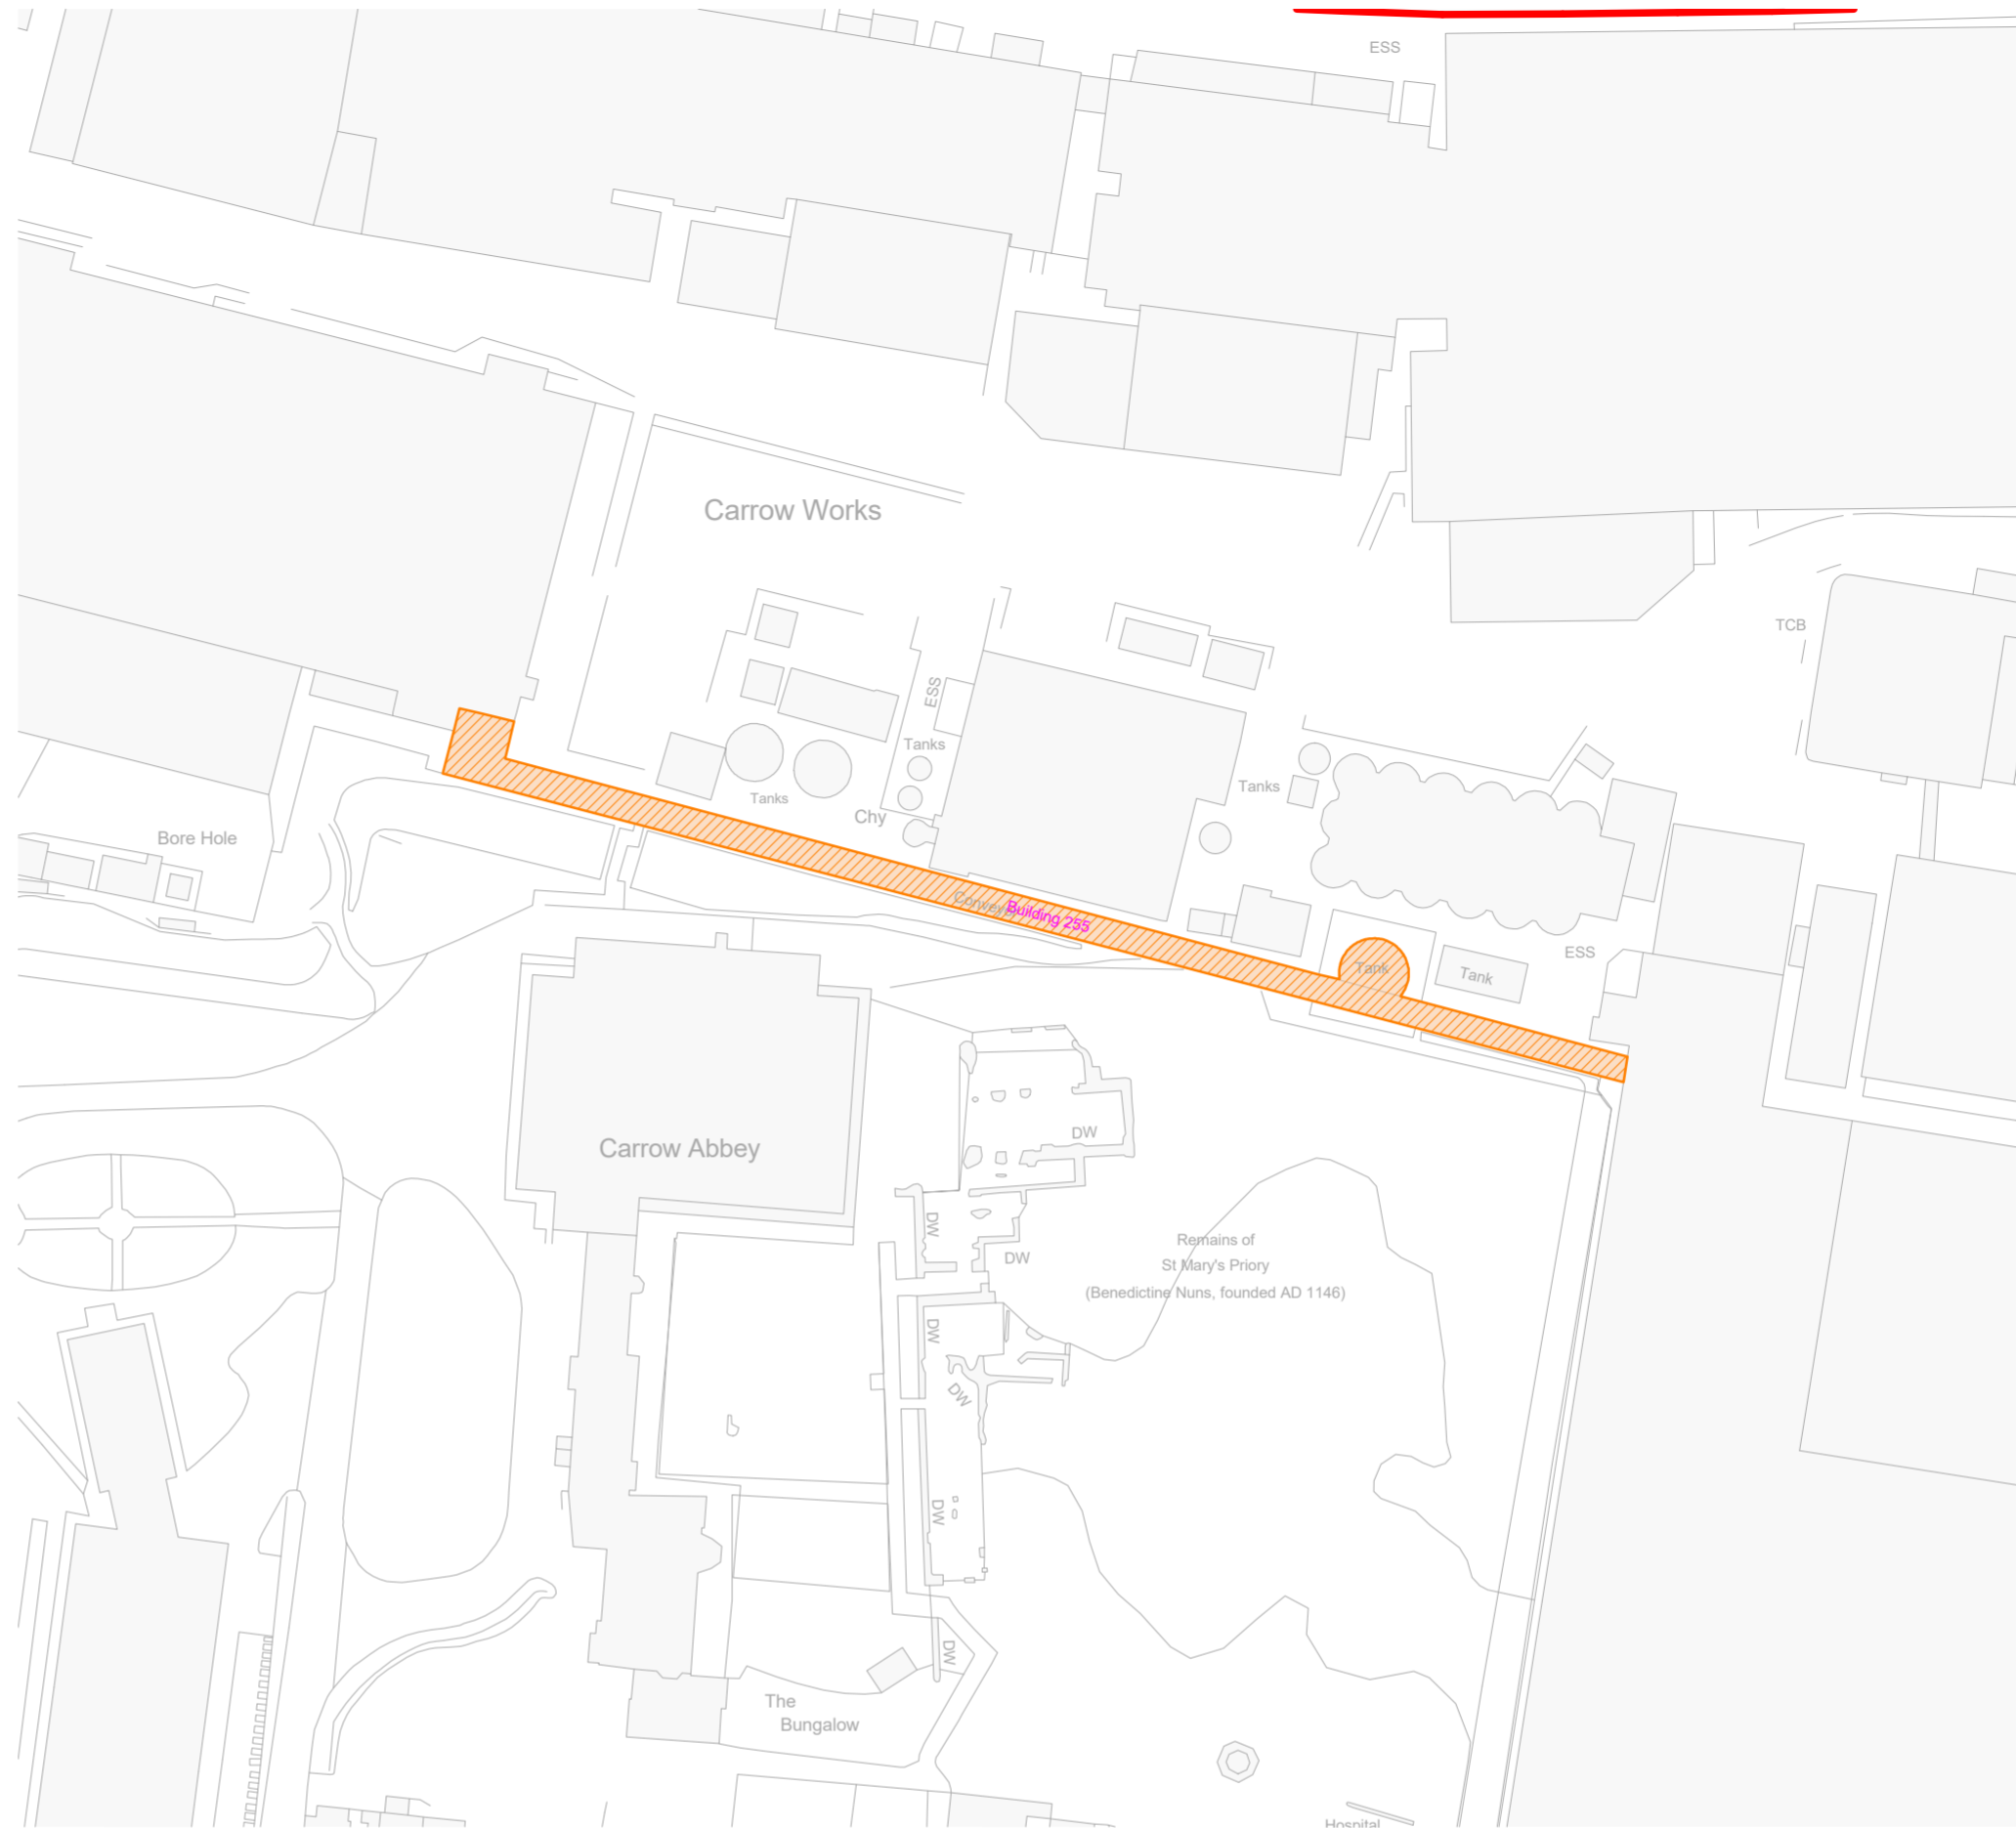 ESS
Carrow Works
TCB
ESS
Tanks
Tanks
Tanks
Chy
Bore Hole
Conveyor
Building 255
ESS
Tank
Tank
Carrow Abbey
DW
DW
DW
Remains of
St Mary's Priory
(Benedictine Nuns, founded AD 1146)
DW
DW
DW
DW
The
Bungalow
Hospital